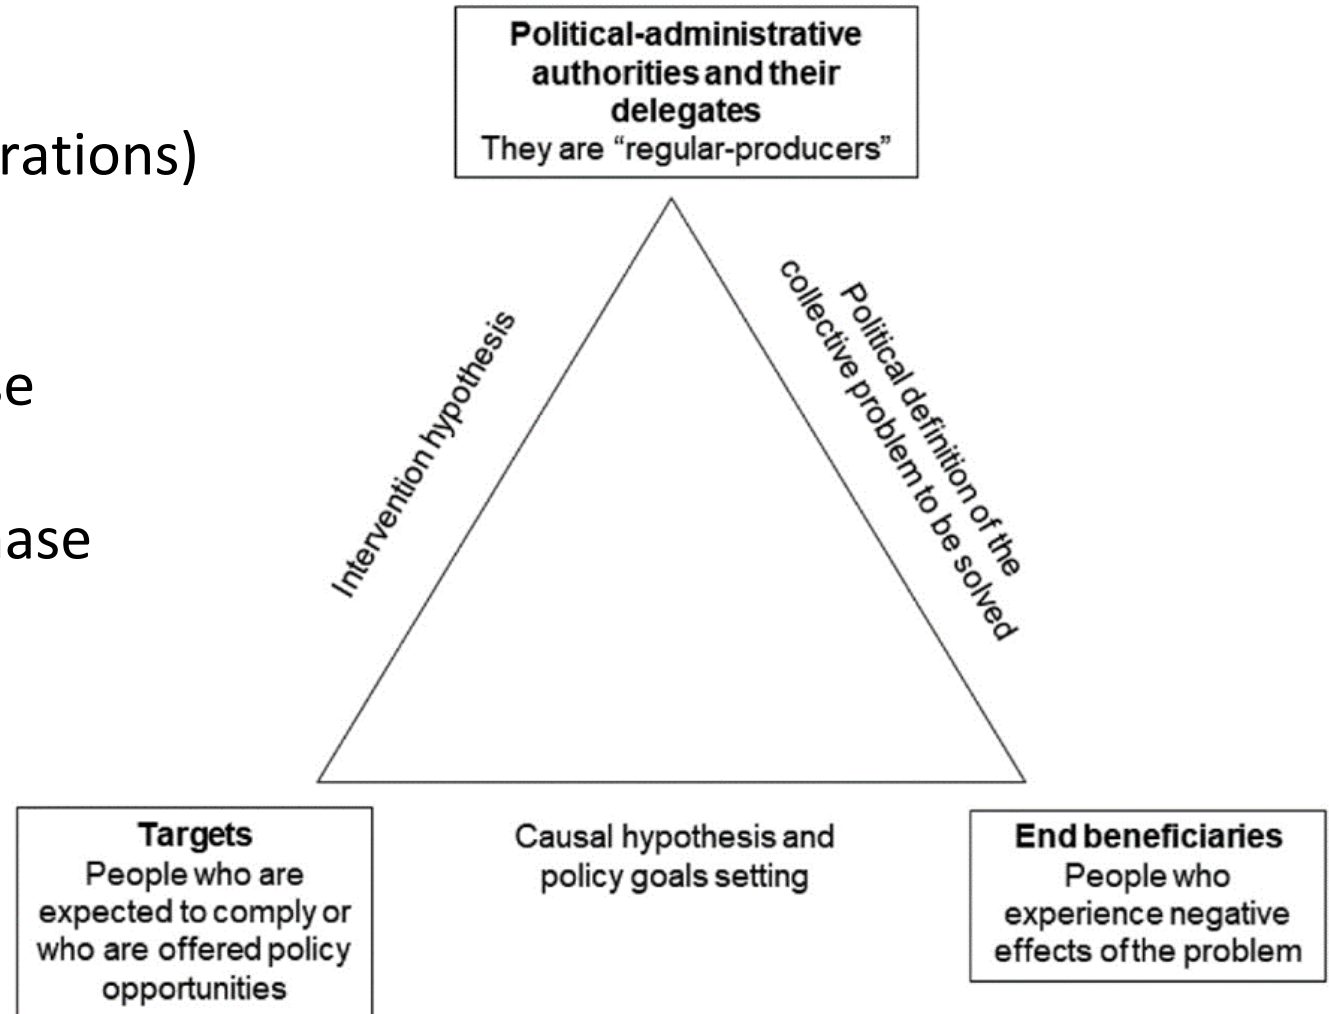 Political-administrative
authorities and their
delegates
They are “regular-producers”
rations)
se
ase
Intervention hypothesis
Political definition of the
collective problem to be solved
Targets
People who are
expected to comply or
who are offered policy
opportunities
Causal hypothesis and
policy goals setting
End beneficiaries
People who
experience negative
effects of the problem